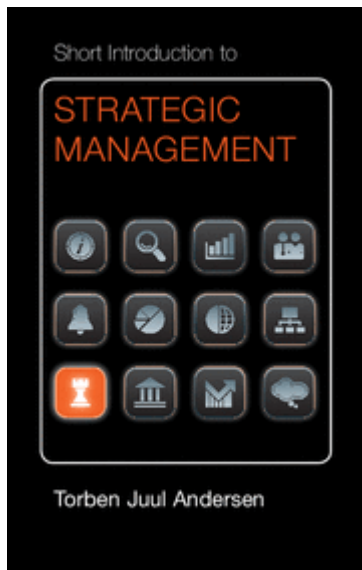 Short Introduction to
STRATEGIC
MANAGEMENT
Torben Juul Andersen